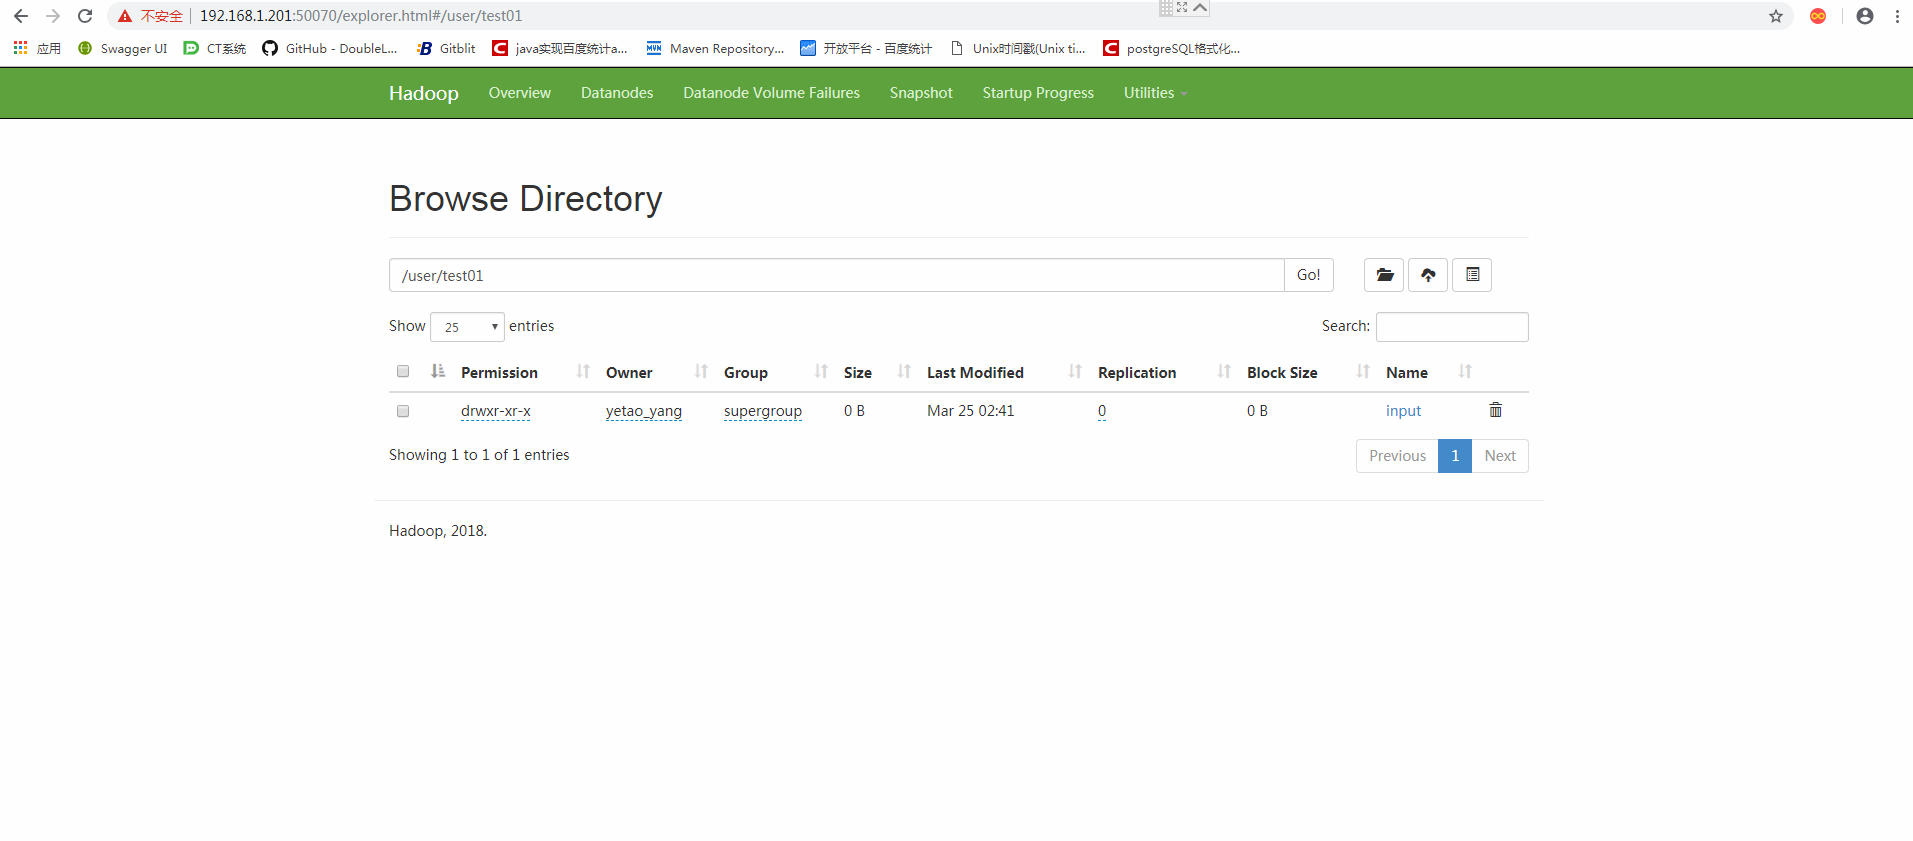 不安全 192.168.1.201:50070/explorer.html#/user/test01
应用 Swagger UI CT系统 GitHub - DoubleL... Gitblit java实现百度统计a... Maven Repository... 开放平台 - 百度统计 Unix时间戳(Unix ti... postgreSQL格式化...
Hadoop Overview Datanodes Datanode Volume Failures Snapshot Startup Progress Utilities
Browse Directory
/user/test01 Go!
Show 25 entries Search:
Permission Owner Group Size Last Modified Replication Block Size Name
drwxr-xr-x yetao_yang supergroup 0 B Mar 25 02:41 0 0 B input
Showing 1 to 1 of 1 entries Previous 1 Next
Hadoop, 2018.